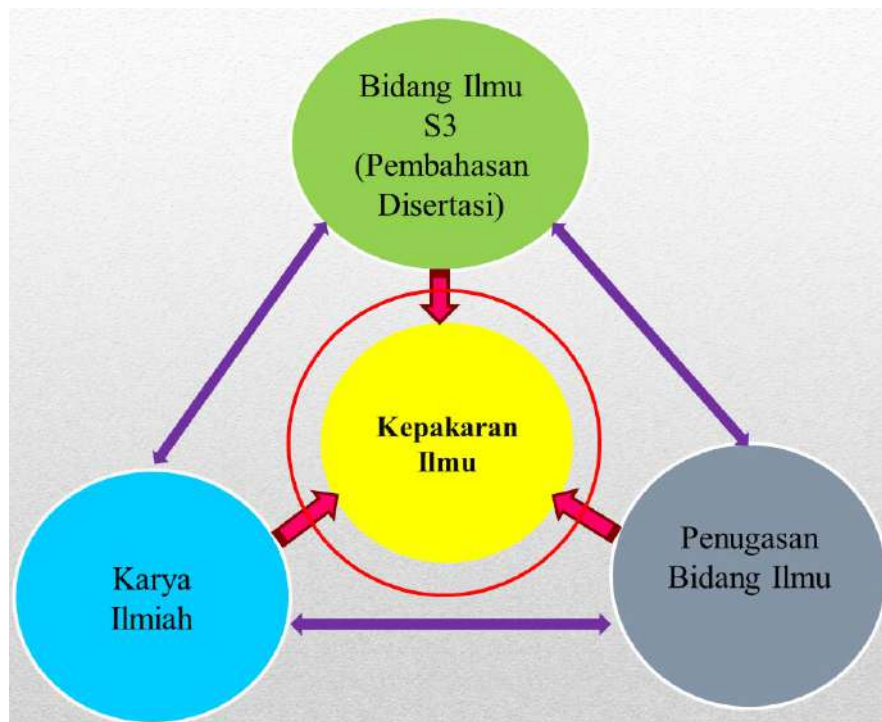 Bidang Ilmu
S3
(Pembahasan
Disertasi)
Kepakaran
Ilmu
Karya
Ilmiah
Penugasan
Bidang Ilmu